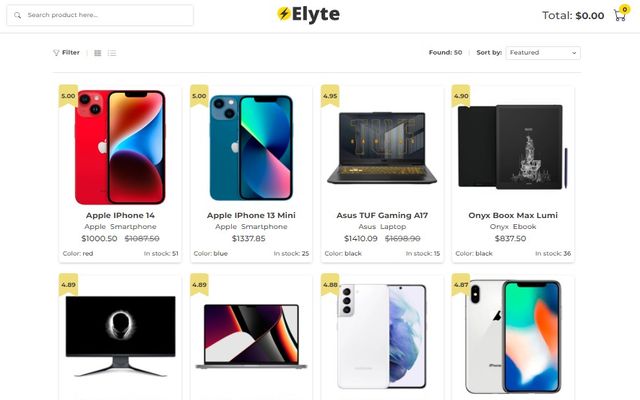 Search product here...
Elyte
Total: $0.00
0
Filter
Found: 50
Sort by:
Featured
5.00
5.00
4.95
4.90
TUF
Apple IPhone 14
Apple Smartphone
$1000.50 $1087.50
Color: red
In stock: 51
Apple IPhone 13 Mini
Apple Smartphone
$1337.85
Color: blue
In stock: 25
Asus TUF Gaming A17
Asus Laptop
$1410.09 $1698.90
Color: black
In stock: 15
Onyx Boox Max Lumi
Onyx Ebook
$837.50
Color: black
In stock: 36
4.89
4.89
4.88
4.87